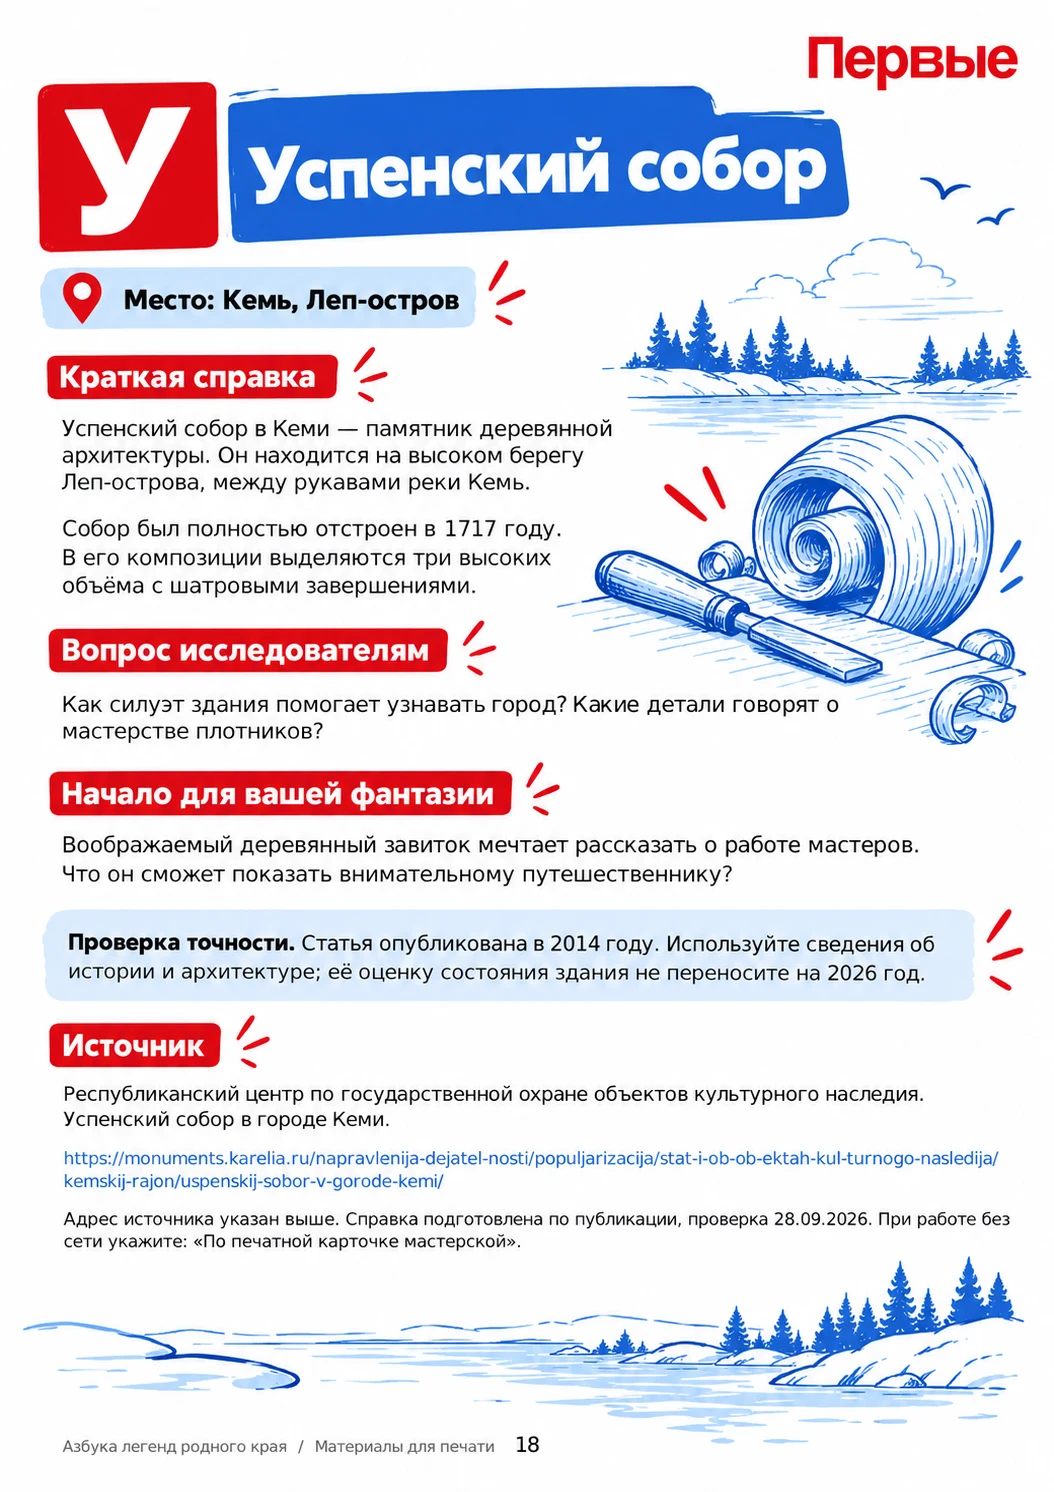 Первые
У
Успенский собор
Место: Кемь, Леп-остров
Краткая справка
Успенский собор в Кеми — памятник деревянной
архитектуры. Он находится на высоком берегу
Леп-острова, между рукавами реки Кемь.
Собор был полностью отстроен в 1717 году.
В его композиции выделяются три высоких
объёма с шатровыми завершениями.
Вопрос исследователям
Как силуэт здания помогает узнавать город? Какие детали говорят о
мастерстве плотников?
Начало для вашей фантазии
Воображаемый деревянный завиток мечтает рассказать о работе мастеров.
Что он сможет показать внимательному путешественнику?
Проверка точности. Статья опубликована в 2014 году. Используйте сведения об
истории и архитектуре; её оценку состояния здания не переносите на 2026 год.
Источник
Республиканский центр по государственной охране объектов культурного наследия.
Успенский собор в городе Кеми.
https://monuments.karelia.ru/napravlenija-dejatel-nosti/populjarizacija/stat-i-ob-ob-ektah-kul-turnogo-nasledija/
kemskij-rajon/uspenskij-sobor-v-gorode-kemi/
Адрес источника указан выше. Справка подготовлена по публикации, проверка 28.09.2026. При работе без
сети укажите: «По печатной карточке мастерской».
Азбука легенд родного края / Материалы для печати 18